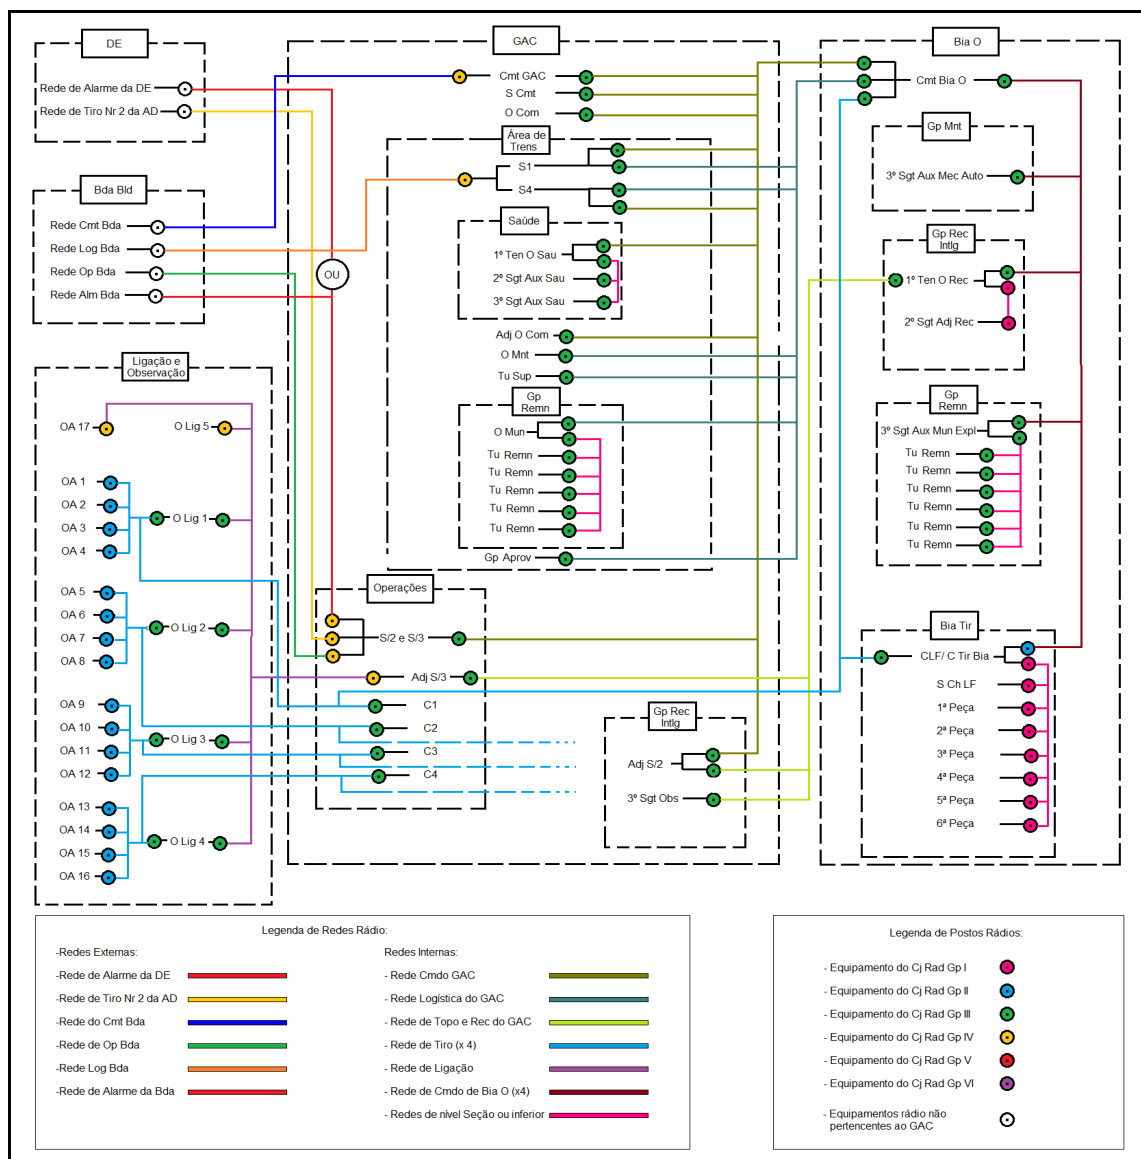 DE
Rede de Alarme da DE
Rede de Tiro Nr 2 da AD
Bda Bld
Rede Cmt Bda
Rede Log Bda
Rede Op Bda
Rede Alm Bda
OU
Ligação e
Observação
OA 17
O Lig 5
OA 1
OA 2
OA 3
OA 4
O Lig 1
OA 5
OA 6
OA 7
OA 8
O Lig 2
OA 9
OA 10
OA 11
OA 12
O Lig 3
OA 13
OA 14
OA 15
OA 16
O Lig 4
GAC
Cmt GAC
S Cmt
O Com
Área de
Trens
S1
S4
Saúde
1º Ten O Sau
2º Sgt Aux Sau
3º Sgt Aux Sau
Adj O Com
O Mnt
Tu Sup
Gp
Remn
O Mun
Tu Remn
Tu Remn
Tu Remn
Tu Remn
Tu Remn
Gp Aprov
Operações
S/2 e S/3
Adj S/3
C1
C2
C3
C4
Gp Rec
Intlg
Adj S/2
3º Sgt Obs
Bia O
Cmt Bia O
Gp Mnt
3º Sgt Aux Mec Auto
Gp Rec
Intlg
1º Ten O Rec
2º Sgt Adj Rec
Gp
Remn
3º Sgt Aux Mun Expl
Tu Remn
Tu Remn
Tu Remn
Tu Remn
Tu Remn
Tu Remn
Bia Tir
CLF/ C Tir Bia
S Ch LF
1ª Peça
2ª Peça
3ª Peça
4ª Peça
5ª Peça
6ª Peça
Legenda de Redes Rádio:
-Redes Externas:
-Rede de Alarme da DE
-Rede de Tiro Nr 2 da AD
-Rede do Cmt Bda
-Rede de Op Bda
-Rede Log Bda
-Rede de Alarme da Bda
Redes Internas:
- Rede Cmdo GAC
- Rede Logística do GAC
- Rede de Topo e Rec do GAC
- Rede de Tiro (x 4)
- Rede de Ligação
- Rede de Cmdo de Bia O (x4)
- Redes de nível Seção ou inferior
Legenda de Postos Rádios:
- Equipamento do Cj Rad Gp I
- Equipamento do Cj Rad Gp II
- Equipamento do Cj Rad Gp III
- Equipamento do Cj Rad Gp IV
- Equipamento do Cj Rad Gp V
- Equipamento do Cj Rad Gp VI
- Equipamentos rádio não
pertencentes ao GAC